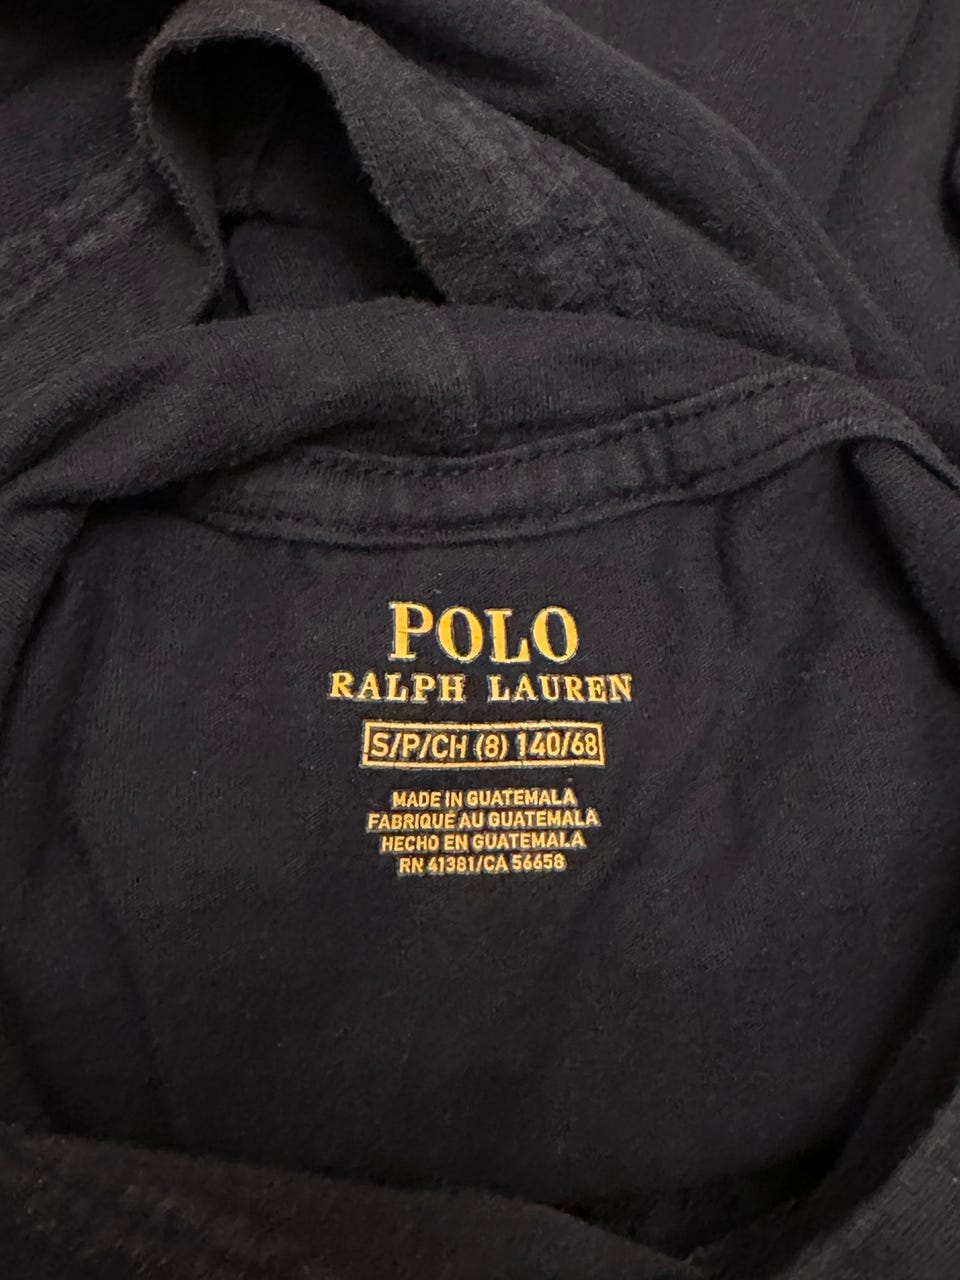 POLO
RALPH LAUREN
S/P/CH (8) 140/68
MADE IN GUATEMALA
FABRIQUÉ AU GUATEMALA
HECHO EN GUATEMALA
RN 41381/CA 56658